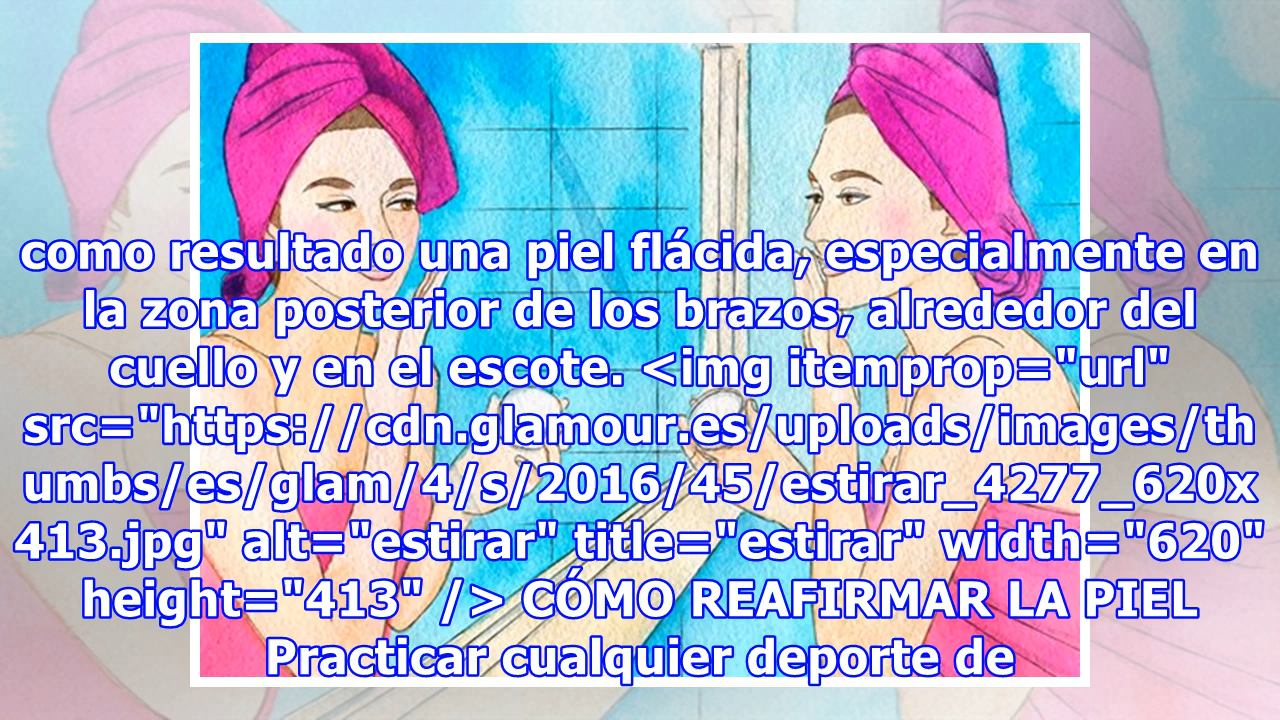 como resultado una piel flácida, especialmente en
la zona posterior de los brazos, alrededor del
cuello y en el escote. <img itemprop="url"
src="https://cdn.glamour.es/uploads/images/th
umbs/es/glam/4/s/2016/45/estirar_4277_620x
413.jpg" alt="estirar" title="estirar" width="620"
height="413" /> CÓMO REAFIRMAR LA PIEL
Practicar cualquier deporte de